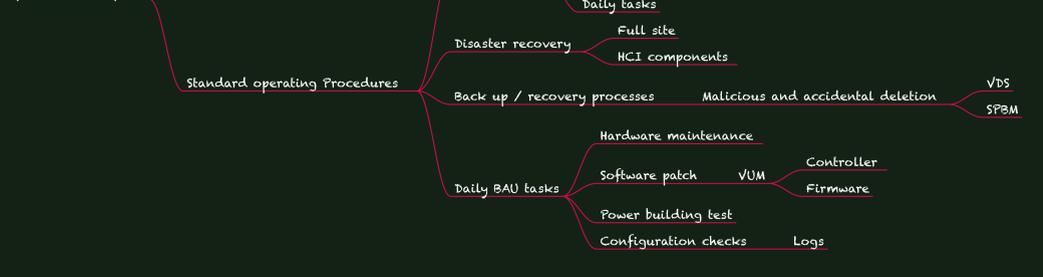 Daily tasks
Full site
Disaster recovery
HCI components
Standard operating Procedures
Back up / recovery processes
Malicious and accidental deletion
VDS
SPBM
Hardware maintenance
Software patch
VUM
Controller
Firmware
Daily BAU tasks
Power building test
Configuration checks
Logs